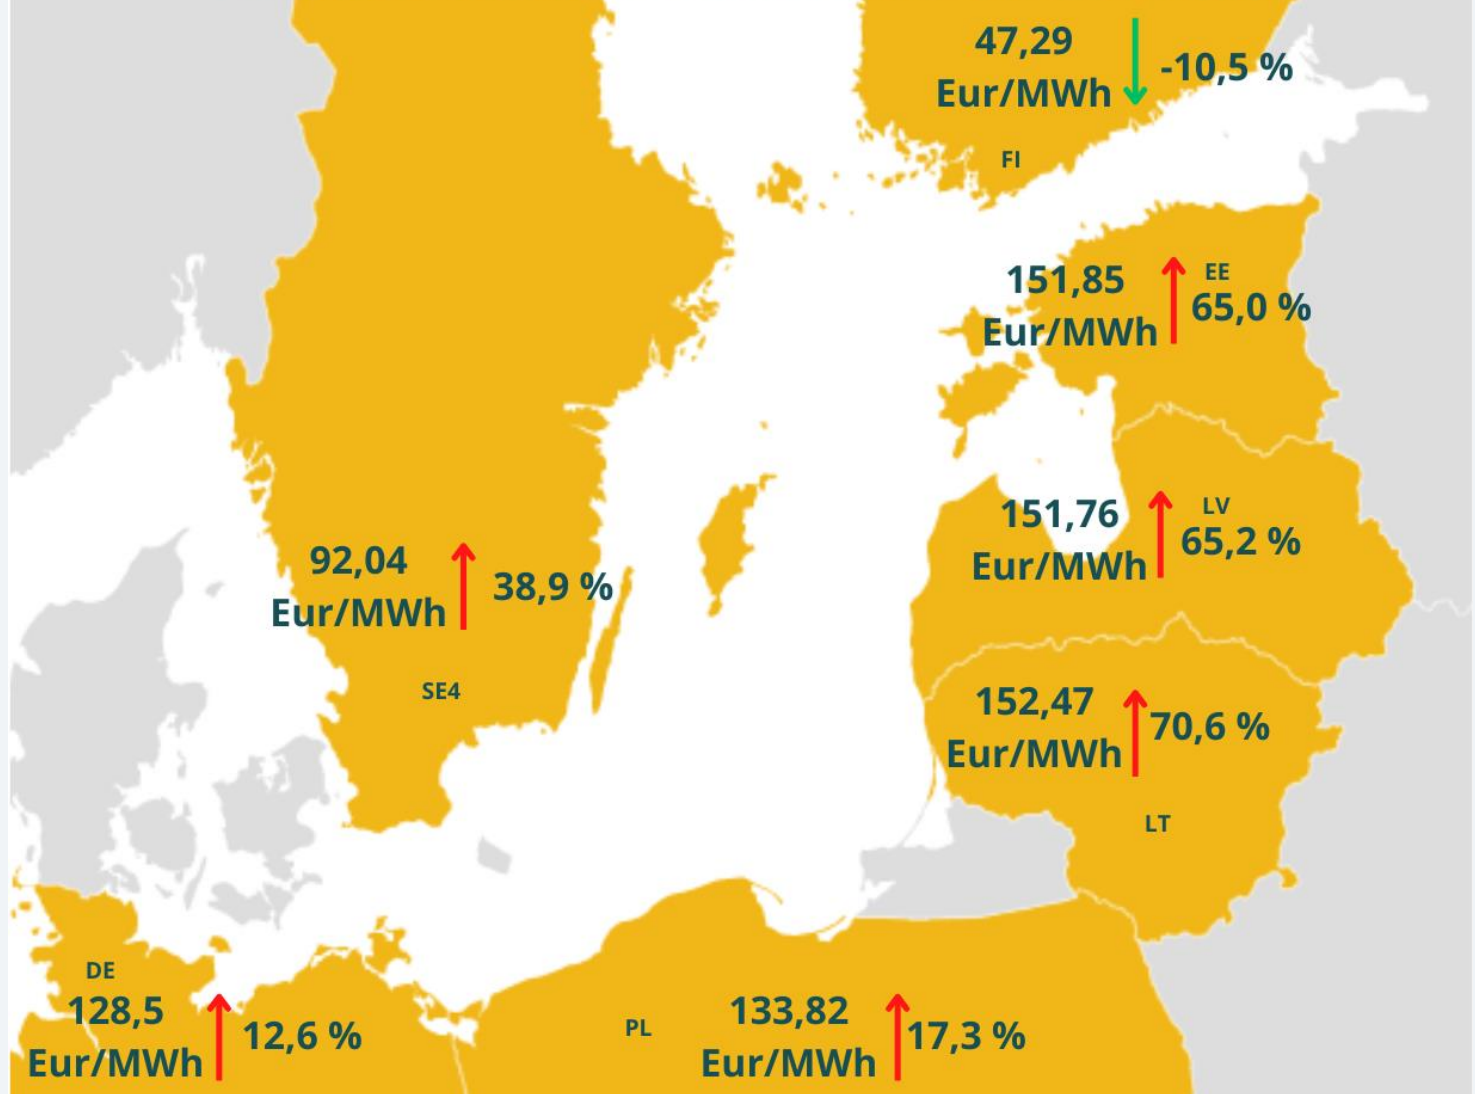 47,29
Eur/MWh
-10,5 %
FI
151,85
Eur/MWh
EE
65,0 %
151,76
Eur/MWh
LV
65,2 %
92,04
Eur/MWh
38,9 %
SE4
152,47
Eur/MWh
70,6 %
LT
DE
128,5
Eur/MWh
12,6 %
PL
133,82
Eur/MWh
17,3 %